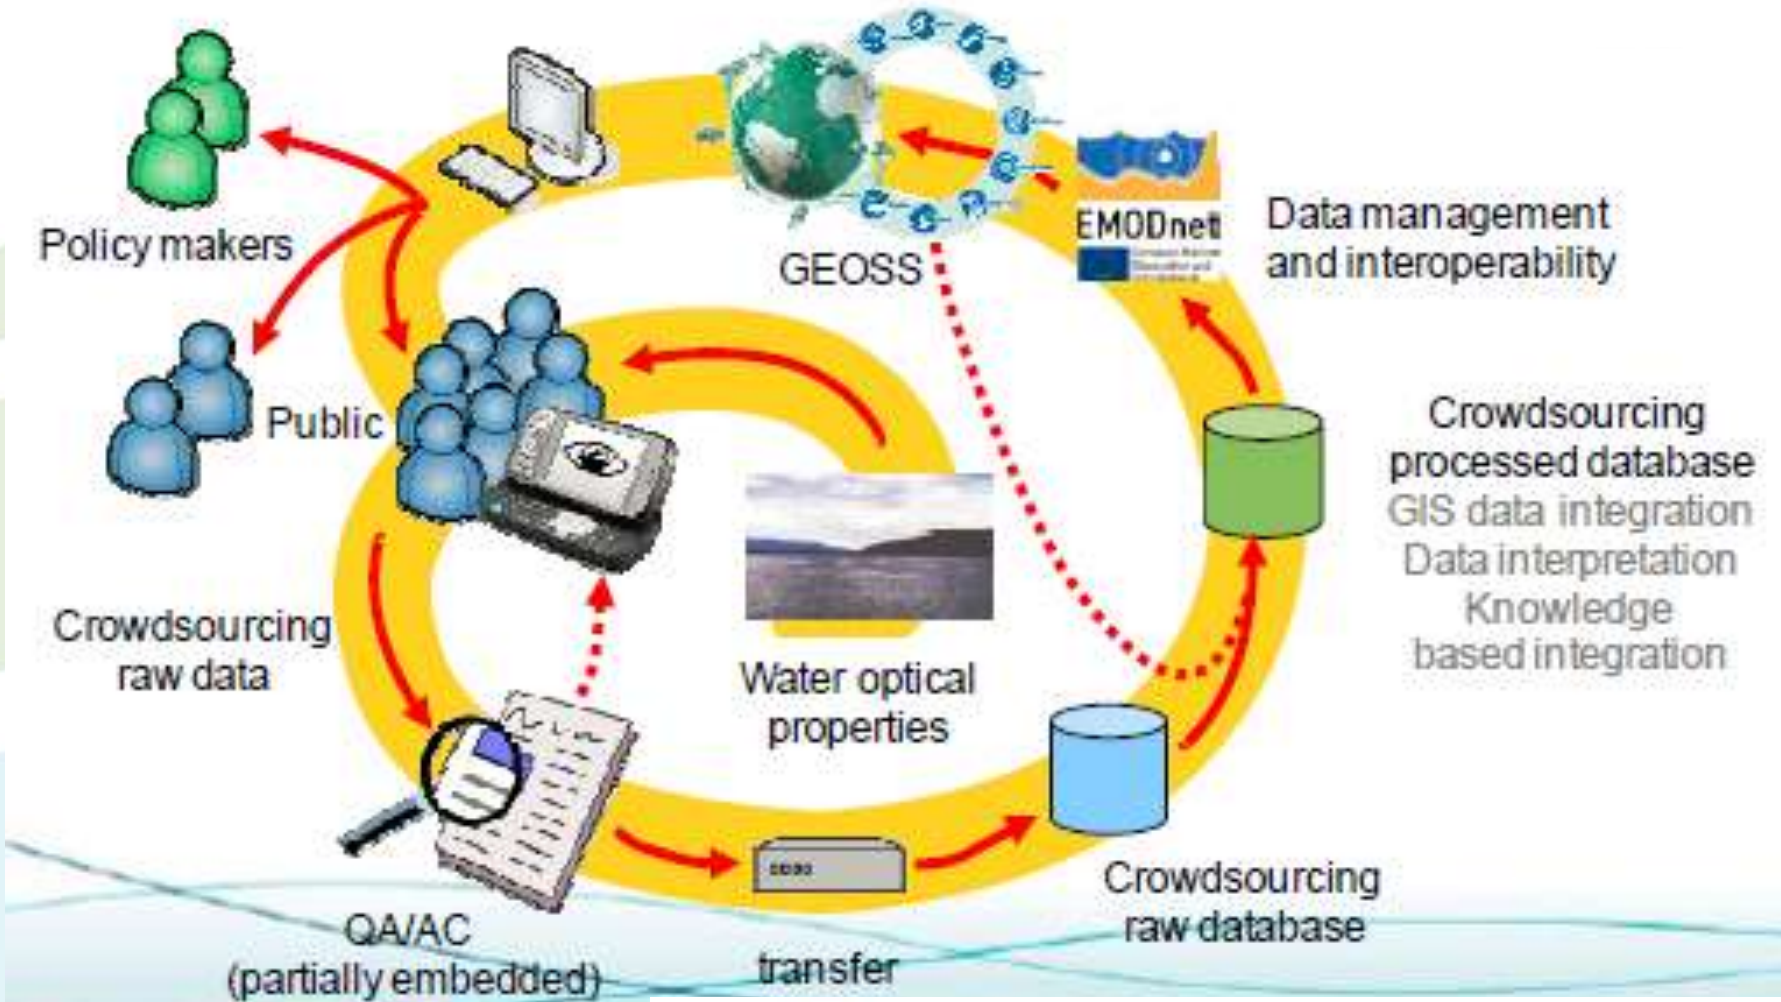 Policy makers
GEOSS
EMODnet
Data management
and interoperability
Public
Crowdsourcing
processed database
GIS data integration
Data interpretation
Knowledge
based integration
Crowdsourcing
raw data
Water optical
properties
Crowdsourcing
raw database
QA/AC
(partially embedded)
transfer